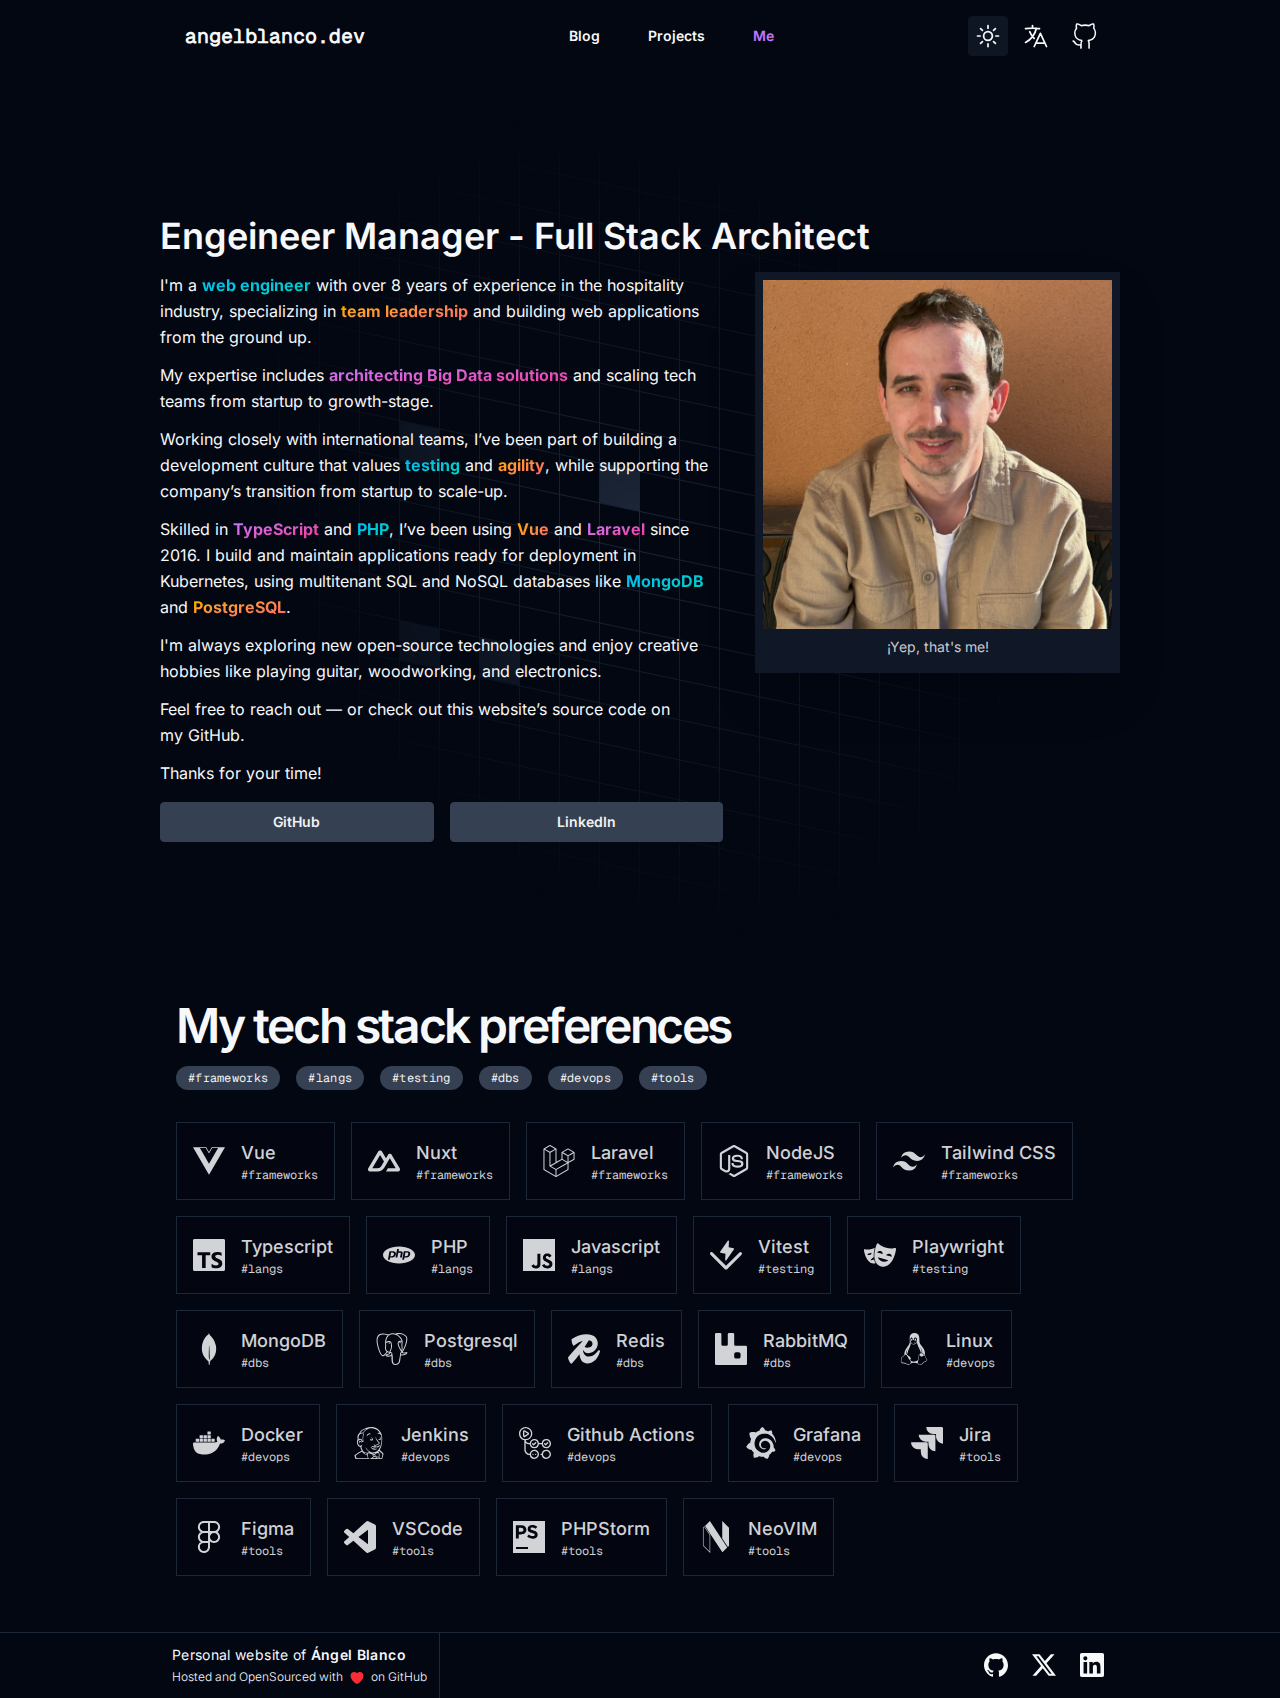 angelblanco.dev
Blog
Projects
Me
Engeineer Manager - Full Stack Architect
I'm a web engineer with over 8 years of experience in the hospitality
industry, specializing in team leadership and building web applications
from the ground up.
My expertise includes architecting Big Data solutions and scaling tech
teams from startup to growth-stage.
Working closely with international teams, I’ve been part of building a
development culture that values testing and agility, while supporting the
company’s transition from startup to scale-up.
Skilled in TypeScript and PHP, I’ve been using Vue and Laravel since
2016. I build and maintain applications ready for deployment in
Kubernetes, using multitenant SQL and NoSQL databases like MongoDB
and PostgreSQL.
I'm always exploring new open-source technologies and enjoy creative
hobbies like playing guitar, woodworking, and electronics.
Feel free to reach out — or check out this website’s source code on
my GitHub.
Thanks for your time!
GitHub
LinkedIn
¡Yep, that's me!
My tech stack preferences
#frameworks
#langs
#testing
#dbs
#devops
#tools
Vue
#frameworks
Nuxt
#frameworks
Laravel
#frameworks
NodeJS
#frameworks
Tailwind CSS
#frameworks
TS
Typescript
#langs
php
PHP
#langs
JS
Javascript
#langs
Vitest
#testing
Playwright
#testing
MongoDB
#dbs
Postgresql
#dbs
Redis
#dbs
RabbitMQ
#dbs
Linux
#devops
Docker
#devops
Jenkins
#devops
Github Actions
#devops
Grafana
#devops
Jira
#tools
Figma
#tools
VSCode
#tools
PS
PHPStorm
#tools
NeoVIM
#tools
Personal website of Ángel Blanco
Hosted and OpenSourced with on GitHub